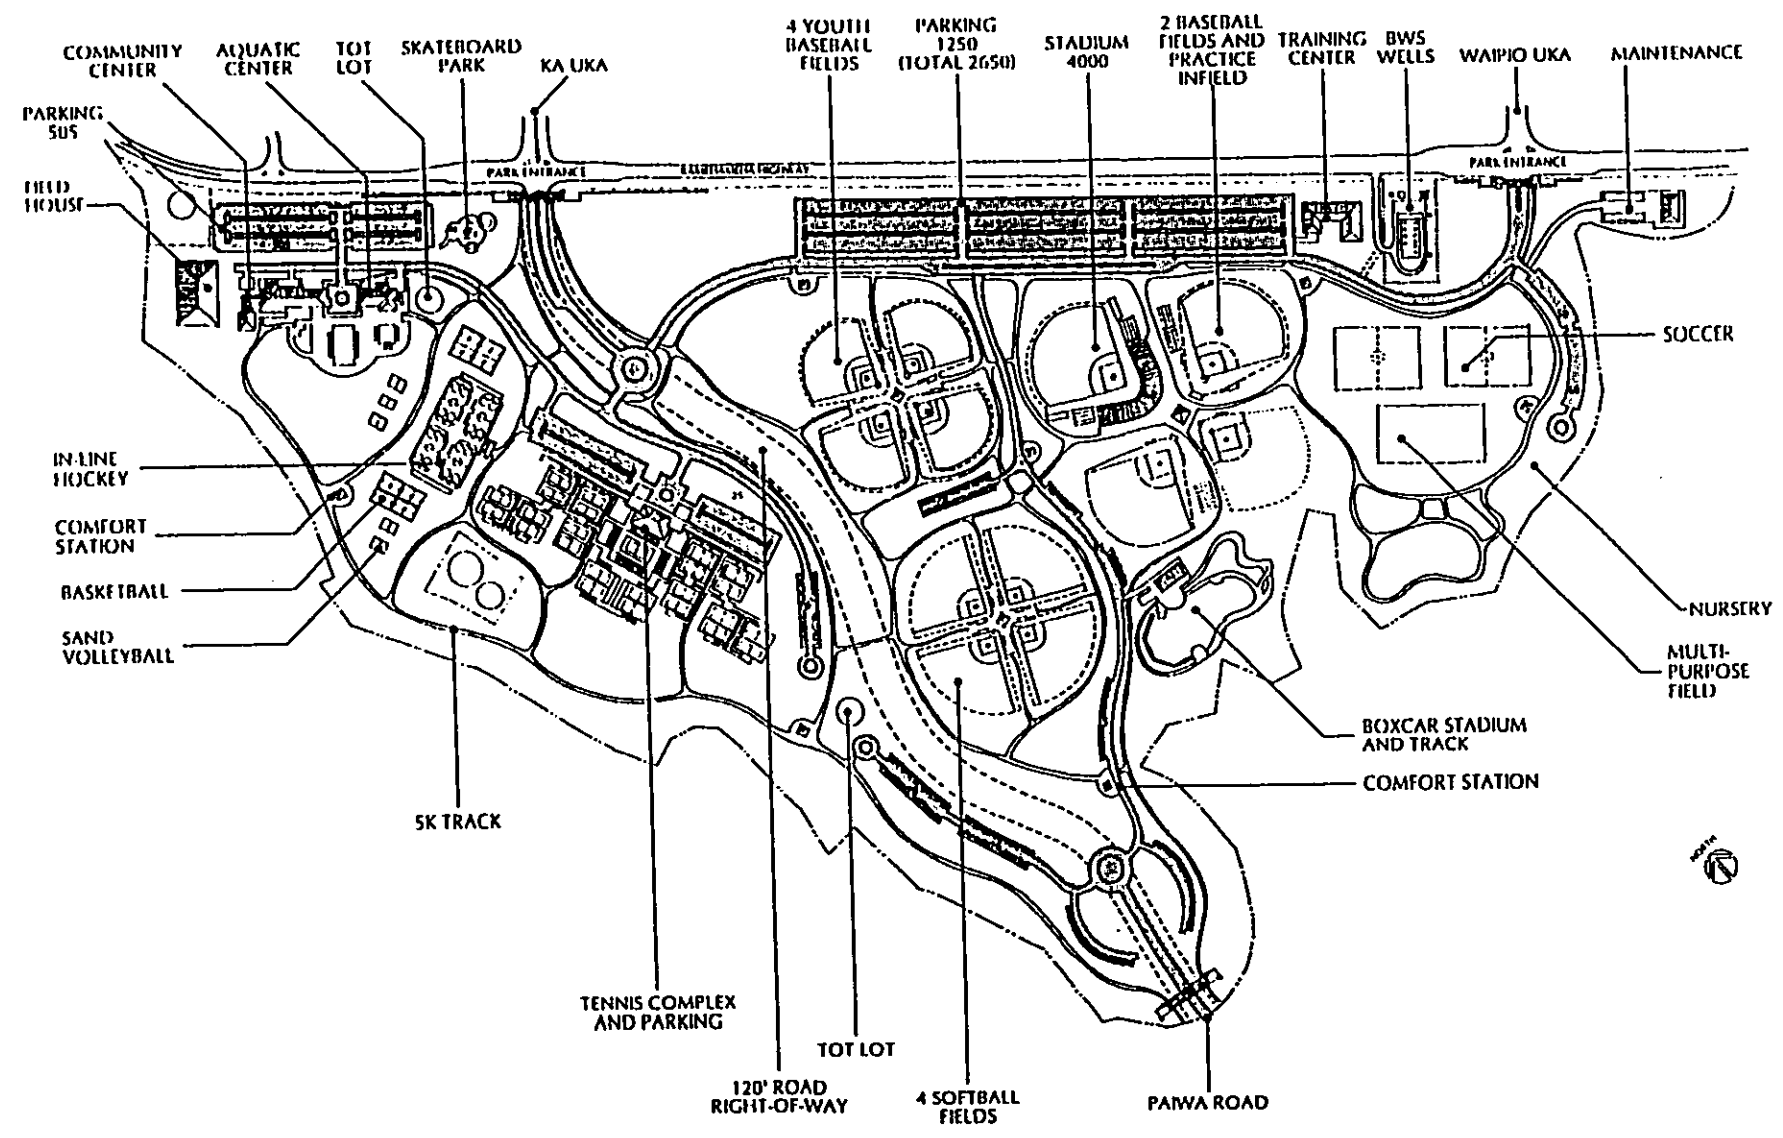 4 YOUTH
BASEBALL
FIELDS
PARKING
1250
(TOTAL 2650)
STADIUM
4000
2 BASEBALL
FIELDS AND
PRACTICE
INFIELD
TRAINING
CENTER
BWS
WELLS
WAIPIO UKA
MAINTENANCE
COMMUNITY
CENTER
AQUATIC
CENTER
TOT
LOT
SKATEBOARD
PARK
KA UKA
PARKING
505
FIELD
HOUSE
PARK ENTRANCE
HIGHWAY
PARK ENTRANCE
SOCCER
IN-LINE
HOCKEY
COMFORT
STATION
BASKETBALL
SAND
VOLLEYBALL
NURSERY
MULTI-
PURPOSE
FIELD
BOXCAR STADIUM
AND TRACK
COMFORT STATION
5K TRACK
NORTH
TENNIS COMPLEX
AND PARKING
TOT LOT
120' ROAD
RIGHT-OF-WAY
4 SOFTBALL
FIELDS
PAIWA ROAD